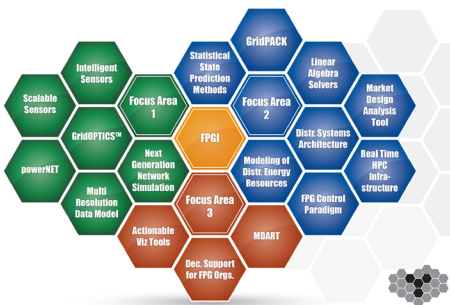 GridPACK
Statistical
State
Prediction
Methods
Linear
Algebra
Solvers
Intelligent
Sensors
Focus Area
1
Focus Area
2
Market
Design
Analysis
Tool
Scalable
Sensors
GridOPTICS™
FPGI
Distr. Systems
Architecture
powerNET
Next
Generation
Network
Simulation
Modeling of
Distr. Energy
Resources
Real Time
HPC
Infra-
structure
Multi
Resolution
Data Model
Focus Area
3
FPG Control
Paradigm
Actionable
Viz Tools
MDART
Dec. Support
for FPG Orgs.